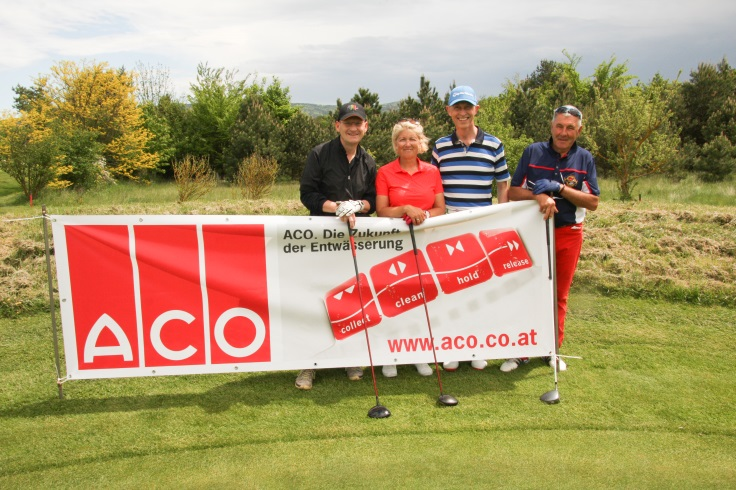 ACO
ACO. Die Zukunft
der Entwässerung
collect
clean
hold
release
www.aco.co.at